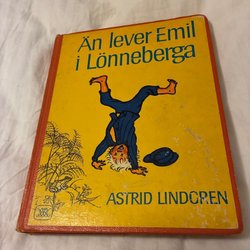 Än lever Emil
i Lönneberga
ASTRID LINDGREN